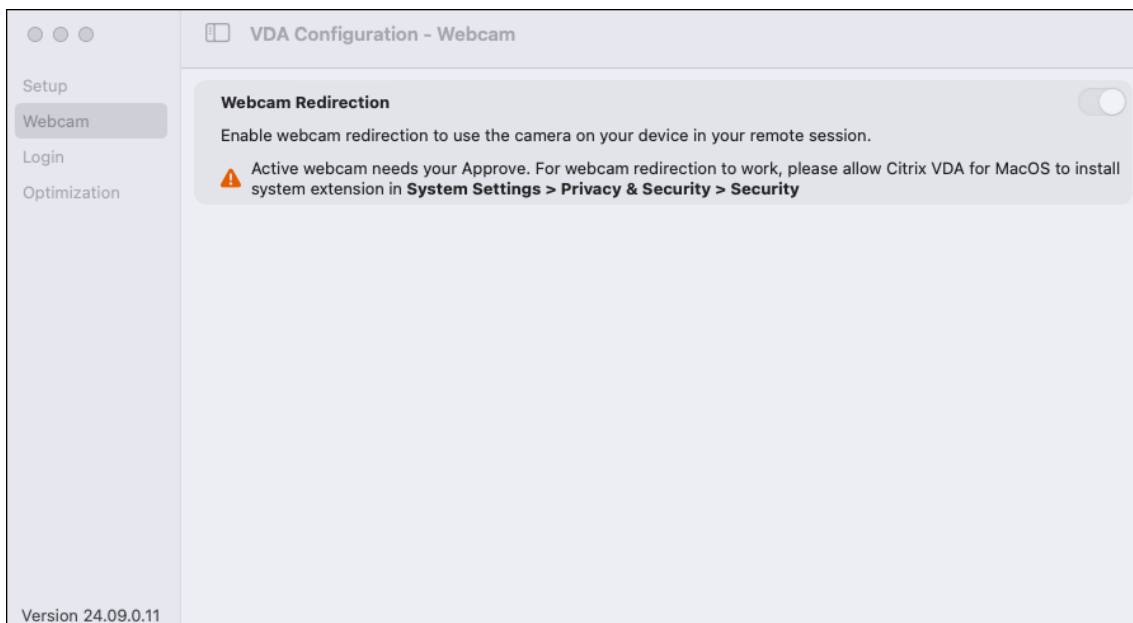 VDA Configuration - Webcam
Setup
Webcam
Login
Optimization
Webcam Redirection
Enable webcam redirection to use the camera on your device in your remote session.
Active webcam needs your Approve. For webcam redirection to work, please allow Citrix VDA for MacOS to install
system extension in System Settings > Privacy & Security > Security
Version 24.09.0.11